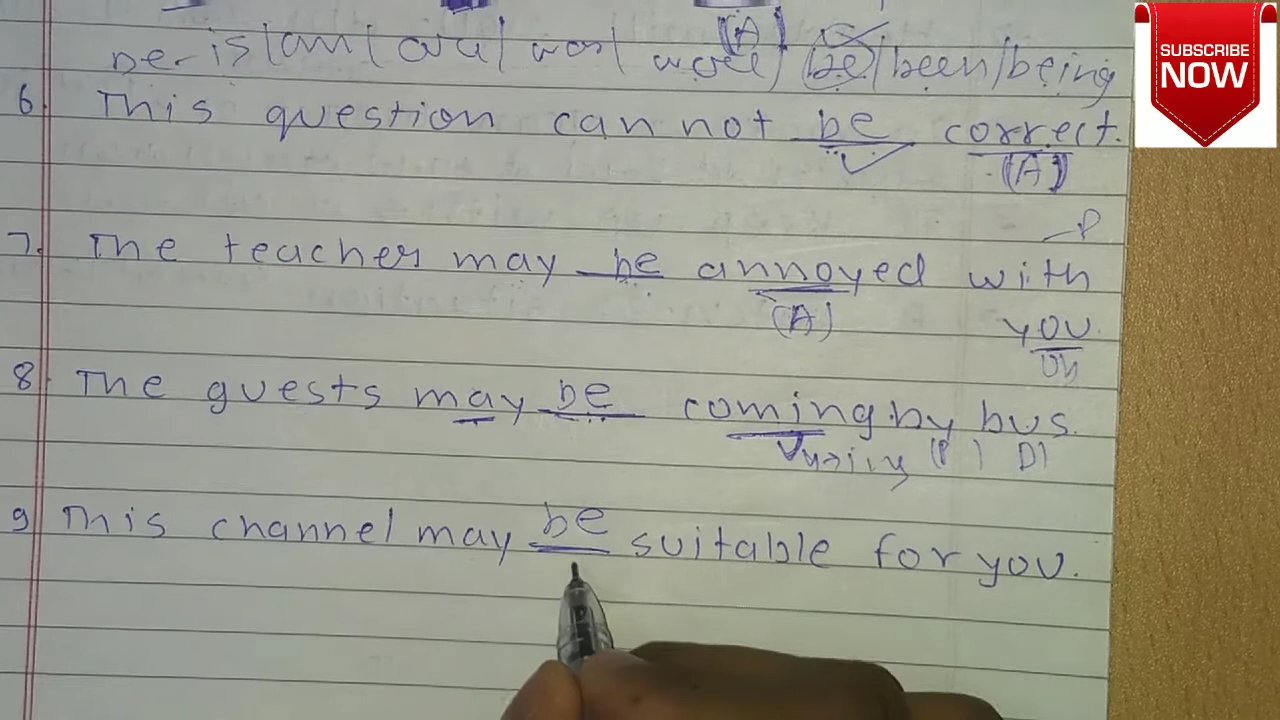 (A)
be- is/am/are/was/were/be/been/being
6. This question cannot be correct.
(A)
-P
7. The teacher may be annoyed with
(A)
you.
8. The guests may be coming by bus.
(P)
9 This channel may be suitable for you.
SUBSCRIBE
NOW